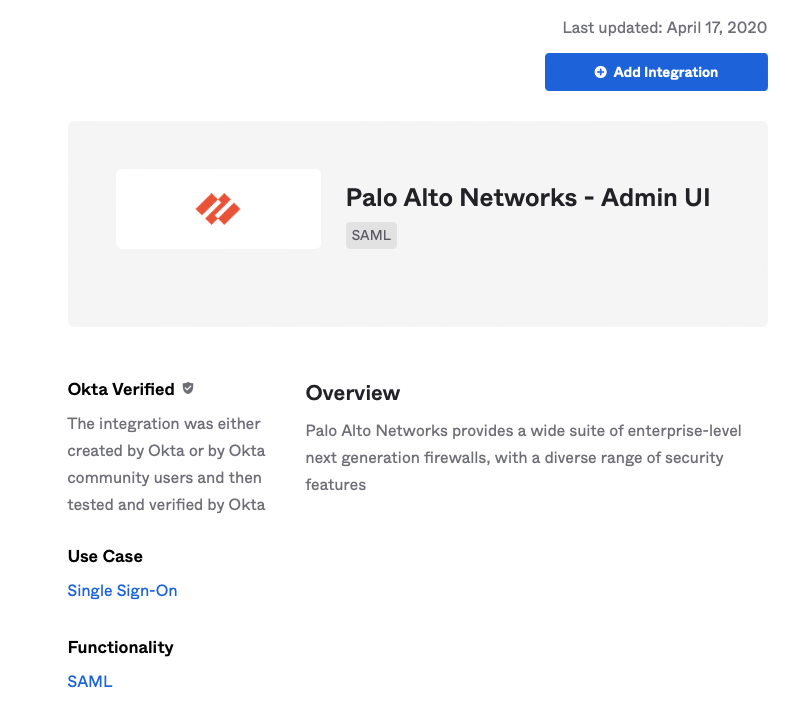 Last updated: April 17, 2020
Add Integration
Palo Alto Networks - Admin UI
SAML
Okta Verified
The integration was either
created by Okta or by Okta
community users and then
tested and verified by Okta
Use Case
Single Sign-On
Functionality
SAML
Overview
Palo Alto Networks provides a wide suite of enterprise-level
next generation firewalls, with a diverse range of security
features